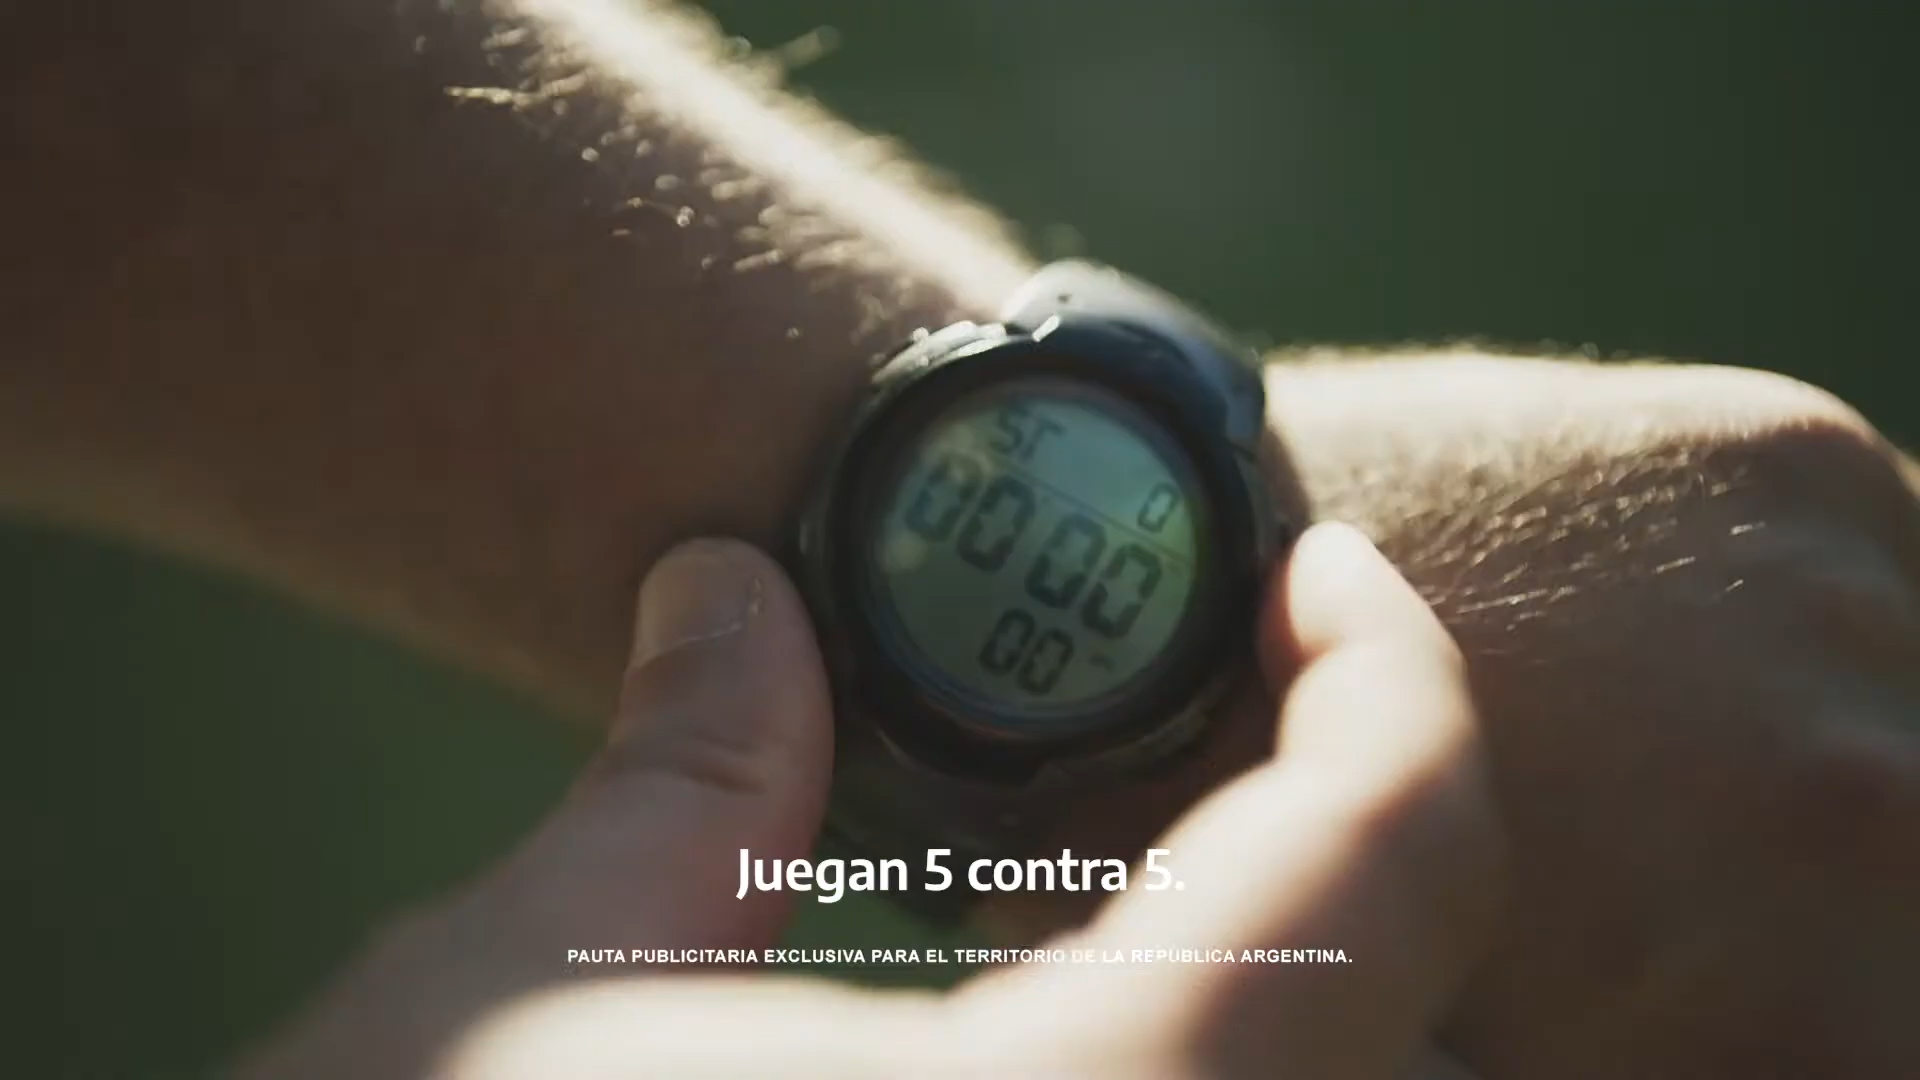 ST
0
00 00
00
Juegan 5 contra 5.
PAUTA PUBLICITARIA EXCLUSIVA PARA EL TERRITORIO DE LA REPÚBLICA ARGENTINA.